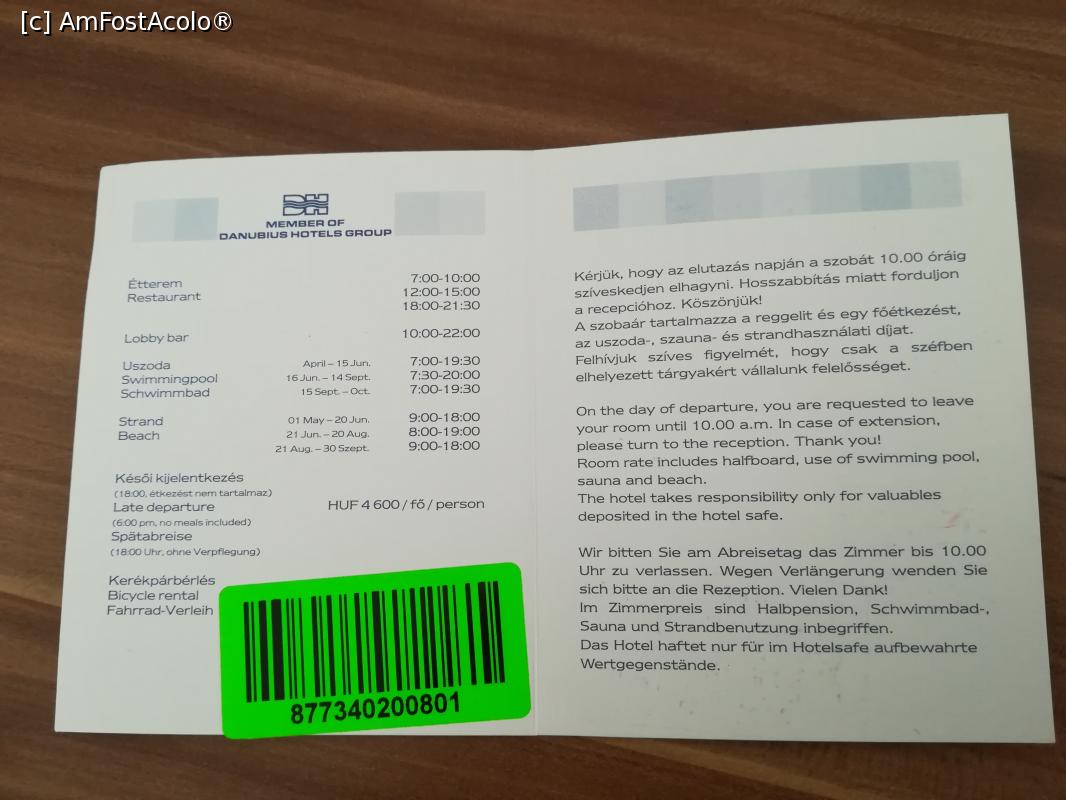 [c] AmFostAcolo®
DH
MEMBER OF
DANUBIUS HOTELS GROUP
Étterem 7:00-10:00
Restaurant 12:00-15:00
18:00-21:30
Lobby bar 10:00-22:00
Uszoda April – 15 Jun. 7:00-19:30
Swimmingpool 16 Jun. – 14 Sept. 7:30-20:00
Schwimmbad 15 Sept. – Oct. 7:00-19:30
Strand 01 May – 20 Jun. 9:00-18:00
Beach 21 Jun. – 20 Aug. 8:00-19:00
21 Aug. – 30 Szept. 9:00-18:00
Késői kijelentkezés
(18:00, étkezést nem tartalmaz)
Late departure HUF 4 600 / fő / person
(6:00 pm, no meals included)
Spätabreise
(18:00 Uhr, ohne Verpflegung)
Kerékpárbérlés
Bicycle rental
Fahrrad-Verleih
877340200801
Kérjük, hogy az elutazás napján a szobát 10.00 óráig
szíveskedjen elhagyni. Hosszabbítás miatt forduljon
a recepcióhoz. Köszönjük!
A szobaár tartalmazza a reggelit és egy főétkezést,
az uszoda-, szauna- és strandhasználati díjat.
Felhívjuk szíves figyelmét, hogy csak a széfben
elhelyezett tárgyakért vállalunk felelősséget.
On the day of departure, you are requested to leave
your room until 10.00 a.m. In case of extension,
please turn to the reception. Thank you!
Room rate includes halfboard, use of swimming pool,
sauna and beach.
The hotel takes responsibility only for valuables
deposited in the hotel safe.
Wir bitten Sie am Abreisetag das Zimmer bis 10.00
Uhr zu verlassen. Wegen Verlängerung wenden Sie
sich bitte an die Rezeption. Vielen Dank!
Im Zimmerpreis sind Halbpension, Schwimmbad-,
Sauna und Strandbenutzung inbegriffen.
Das Hotel haftet nur für im Hotelsafe aufbewahrte
Wertgegenstände.